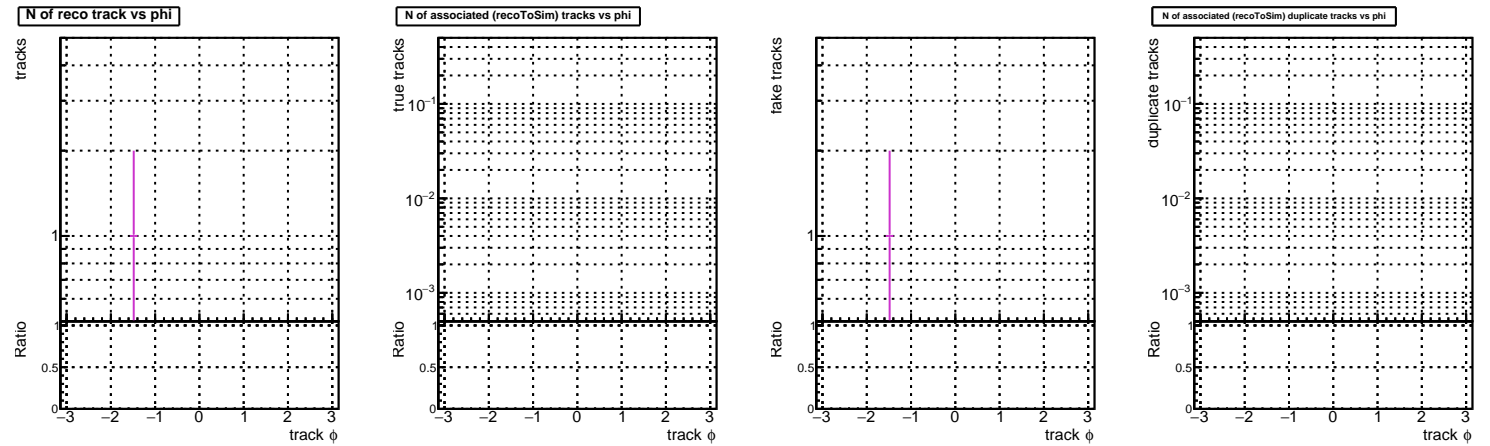 N of reco track vs phi
tracks
1
Ratio
1
0.5
0
−3 −2 −1 0 1 2 3
track ϕ
N of associated (recoToSim) tracks vs phi
true tracks
10⁻¹
10⁻²
10⁻³
Ratio
1
0.5
0
−3 −2 −1 0 1 2 3
track ϕ
fake tracks
1
Ratio
1
0.5
0
−3 −2 −1 0 1 2 3
track ϕ
N of associated (recoToSim) duplicate tracks vs phi
duplicate tracks
10⁻¹
10⁻²
10⁻³
Ratio
1
0.5
0
−3 −2 −1 0 1 2 3
track ϕ